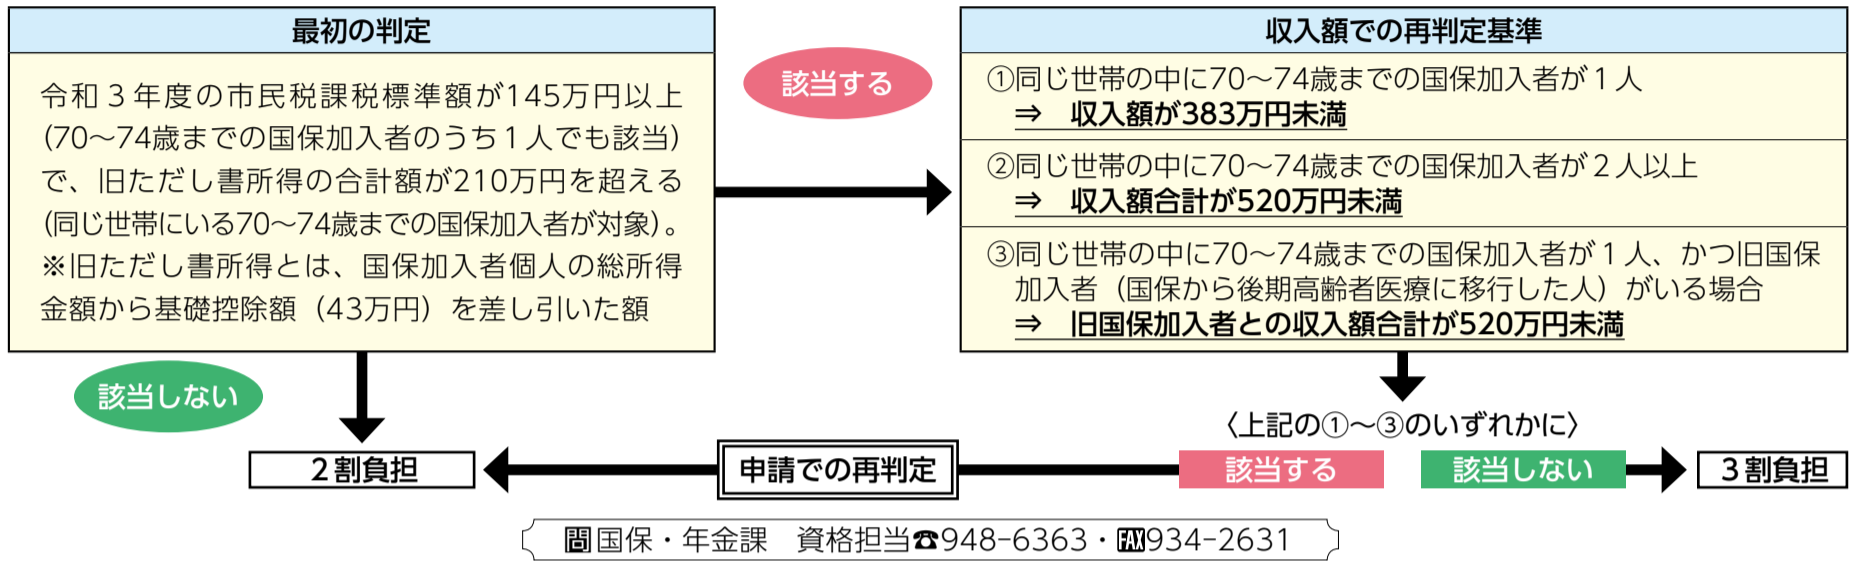 最初の判定
令和３年度の市民税課税標準額が145万円以上
（70～74歳までの国保加入者のうち１人でも該当）
で、旧ただし書所得の合計額が210万円を超える
（同じ世帯にいる70～74歳までの国保加入者が対象）。
※旧ただし書所得とは、国保加入者個人の総所得
金額から基礎控除額（43万円）を差し引いた額
該当する
収入額での再判定基準
①同じ世帯の中に70～74歳までの国保加入者が１人
⇒　収入額が383万円未満
②同じ世帯の中に70～74歳までの国保加入者が２人以上
⇒　収入額合計が520万円未満
③同じ世帯の中に70～74歳までの国保加入者が１人、かつ旧国保
加入者（国保から後期高齢者医療に移行した人）がいる場合
⇒　旧国保加入者との収入額合計が520万円未満
該当しない
〈上記の①～③のいずれかに〉
２割負担
申請での再判定
該当する
該当しない
３割負担
問国保・年金課　資格担当☎948-6363・FAX934-2631